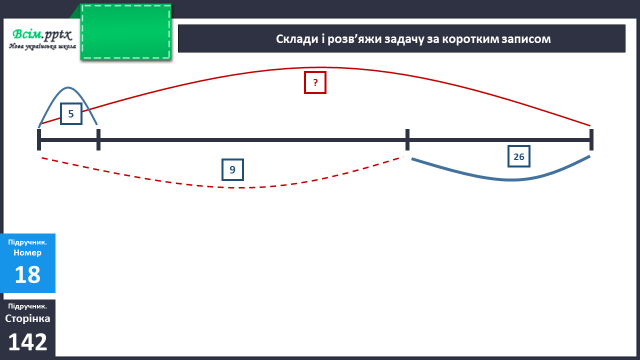 Всім.pptx
Нова українська школа
Склади і розв’яжи задачу за коротким записом
?
5
9
26
Підручник.
Номер
18
Підручник.
Сторінка
142